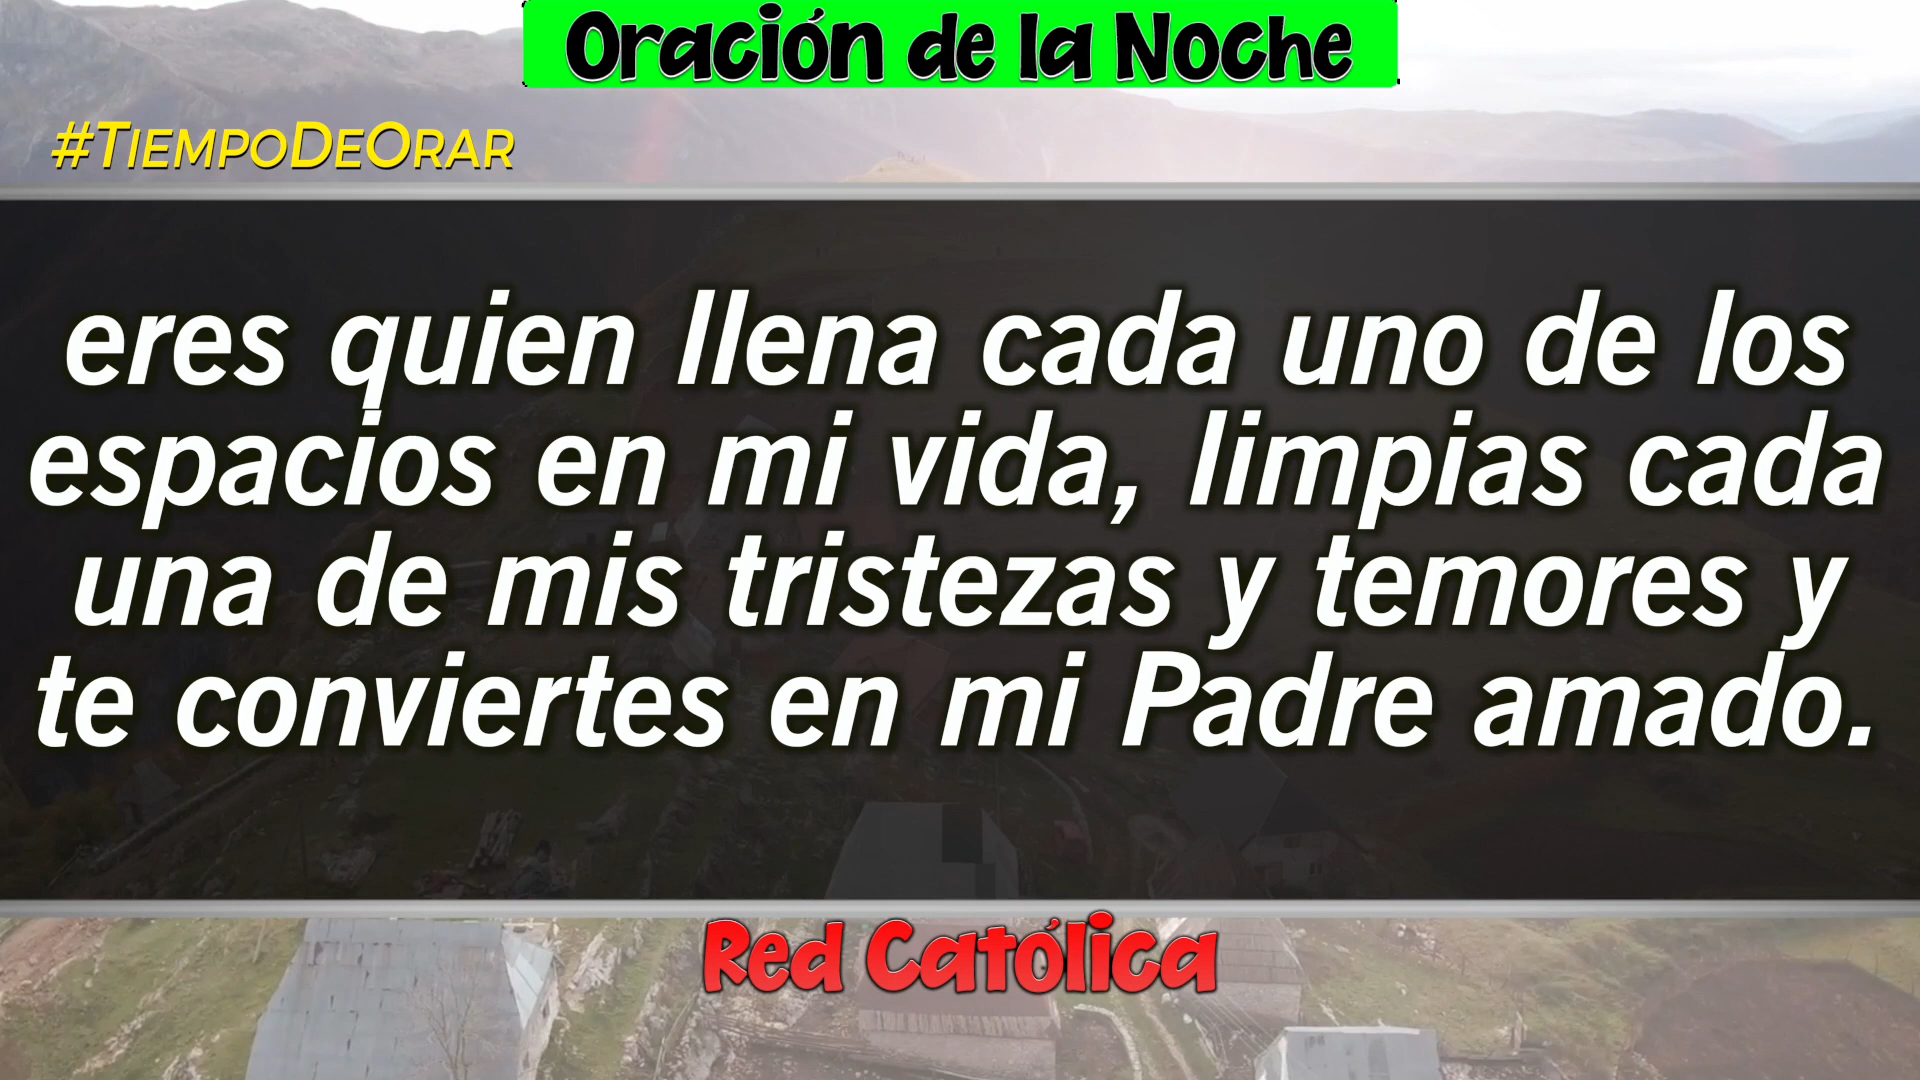 Oración de la Noche
#TiempoDeOrar
eres quien llena cada uno de los
espacios en mi vida, limpias cada
una de mis tristezas y temores y
te conviertes en mi Padre amado.
Red Católica